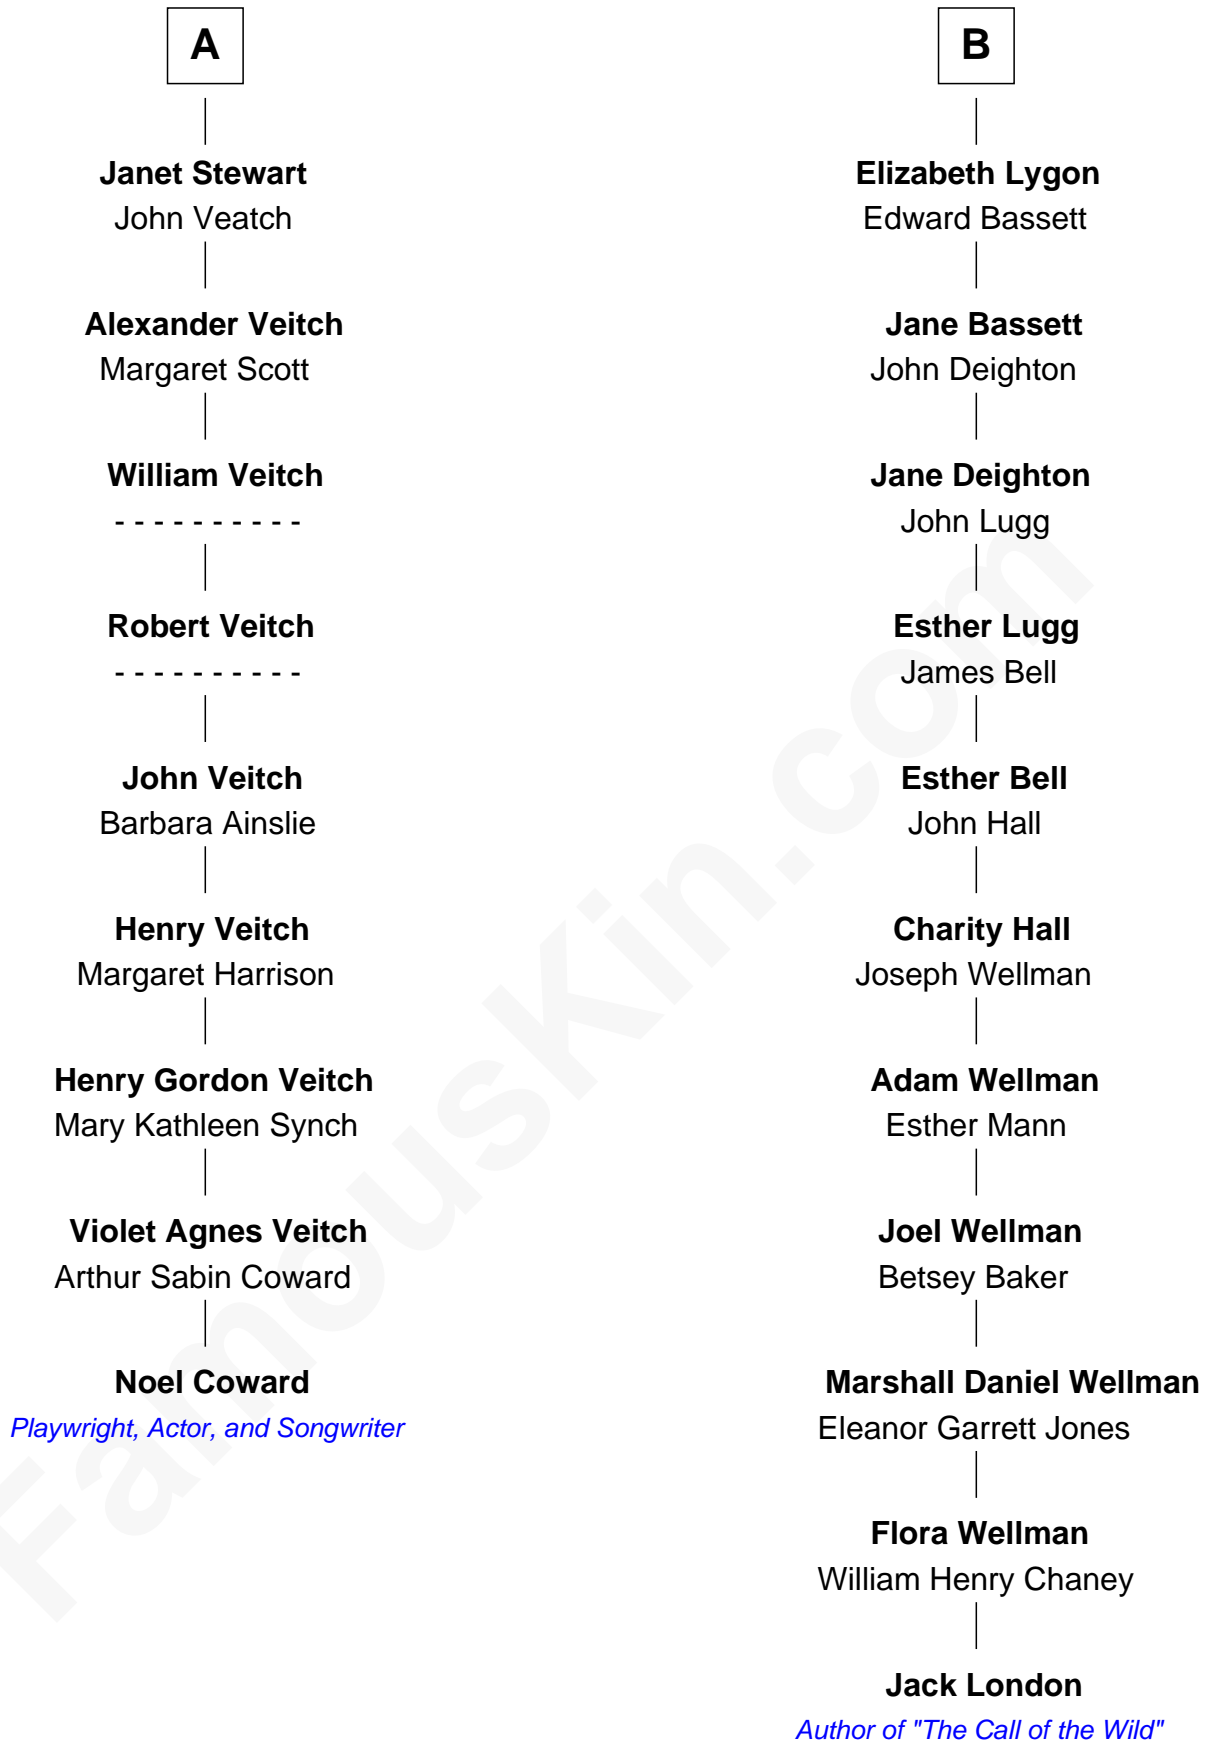 A
Janet Stewart
John Veatch
Alexander Veitch
Margaret Scott
William Veitch
- - - - - - - - - -
Robert Veitch
- - - - - - - - - -
John Veitch
Barbara Ainslie
Henry Veitch
Margaret Harrison
Henry Gordon Veitch
Mary Kathleen Synch
Violet Agnes Veitch
Arthur Sabin Coward
Noel Coward
Playwright, Actor, and Songwriter
B
Elizabeth Lygon
Edward Bassett
Jane Bassett
John Deighton
Jane Deighton
John Lugg
Esther Lugg
James Bell
Esther Bell
John Hall
Charity Hall
Joseph Wellman
Adam Wellman
Esther Mann
Joel Wellman
Betsey Baker
Marshall Daniel Wellman
Eleanor Garrett Jones
Flora Wellman
William Henry Chaney
Jack London
Author of "The Call of the Wild"
FamousKin.com